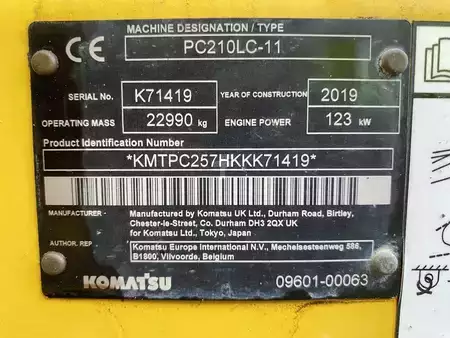 MACHINE DESIGNATION / TYPE
CE PC210LC-11
SERIAL NO. K71419 YEAR OF CONSTRUCTION 2019
OPERATING MASS 22990 kg ENGINE POWER 123 kW
Product Identification Number
*KMTPC257HKKK71419*
MANUFACTURER Manufactured by Komatsu UK Ltd., Durham Road, Birtley,
Chester-le-Street, Co. Durham DH3 2QX UK
for Komatsu Ltd., Tokyo, Japan
AUTHOR. REP Komatsu Europe International N.V., Mechelsesteenweg 586,
B1800, Vilvoorde, Belgium
KOMATSU 09601-00063